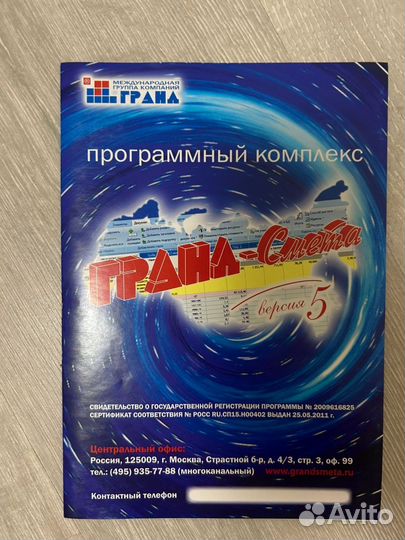 МЕЖДУНАРОДНАЯ
ГРУППА КОМПАНИЙ
ГРАНД
программный комплекс
ГРАНД-Смета
версия 5
СВИДЕТЕЛЬСТВО О ГОСУДАРСТВЕННОЙ РЕГИСТРАЦИИ ПРОГРАММЫ № 2009616825
СЕРТИФИКАТ СООТВЕТСТВИЯ № РОСС RU.СП15.Н00402 ВЫДАН 25.05.2011 г.
Центральный офис:
Россия, 125009, г. Москва, Страстной б-р, д. 4/3, стр. 3, оф. 99
тел.: (495) 935-77-88 (многоканальный) www.grandsmeta.ru
Контактный телефон
Avito